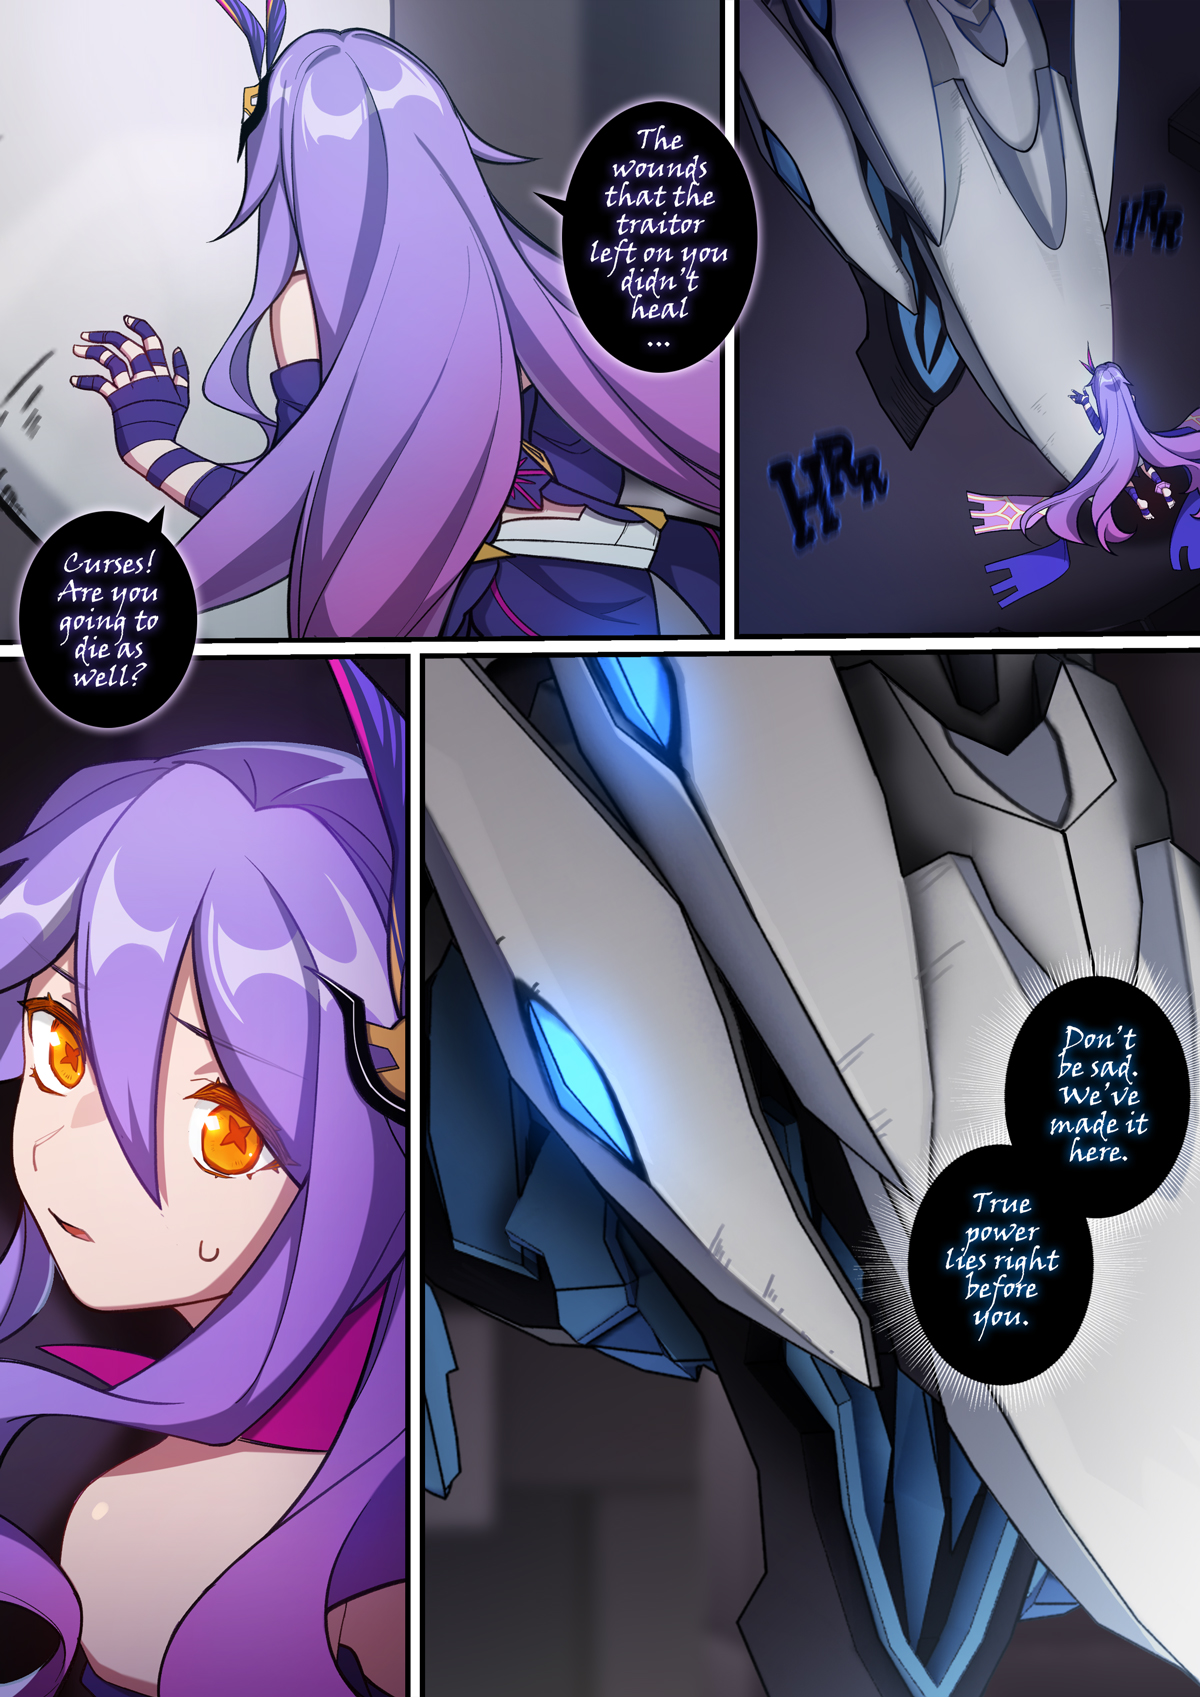 The
wounds
that the
traitor
left on you
didn't
heal
...
HRR
HRR
Curses!
Are you
going to
die as
well?
Don't
be sad.
We've
made it
here.
True
power
lies right
before
you.